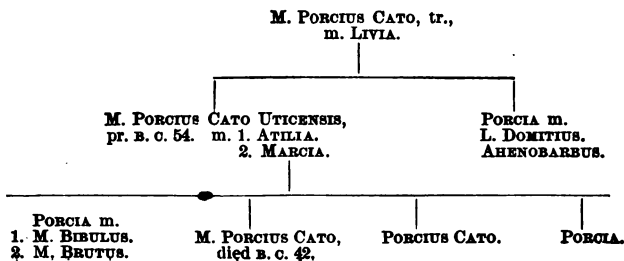 M. PORCIUS CATO, tr.,
m. LIVIA.
M. PORCIUS CATO UTICENSIS,
pr. B. C. 54. m. 1. ATILIA.
2. MARCIA.
PORCIA m.
L. DOMITIUS.
AHENOBARBUS.
PORCIA m.
1. M. BIBULUS.
2. M, BRUTUS.
M. PORCIUS CATO,
died B. C. 42.
PORCIUS CATO.
PORCIA.